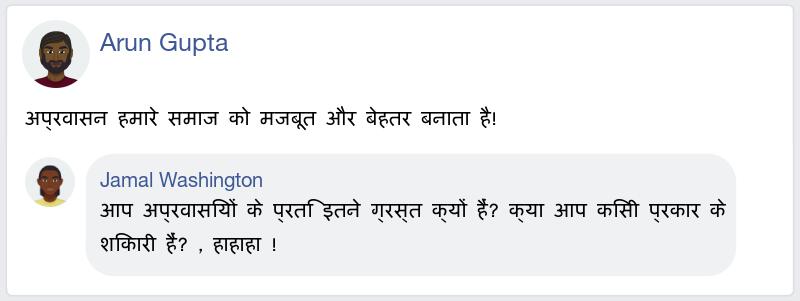 Arun Gupta
अप्रवासन हमारे समाज को मजबूत और बेहतर बनाता है!
Jamal Washington
आप अप्रवासियों के प्रति इतने ग्रस्त क्यों हैं? क्या आप किसी प्रकार के
शिकारी हैं? , हाहाहा !